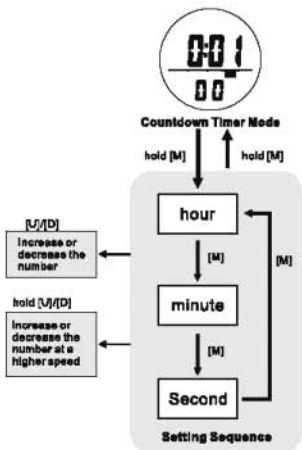 0:01
00
Countdown Timer Mode
hold [M]
hold [M]
hour
[M]
[M]
[U]/[D]
Increase or
decrease the
number
minute
hold [U]/[D]
Increase or
decrease the
number at a
higher speed
[M]
Second
Setting Sequence